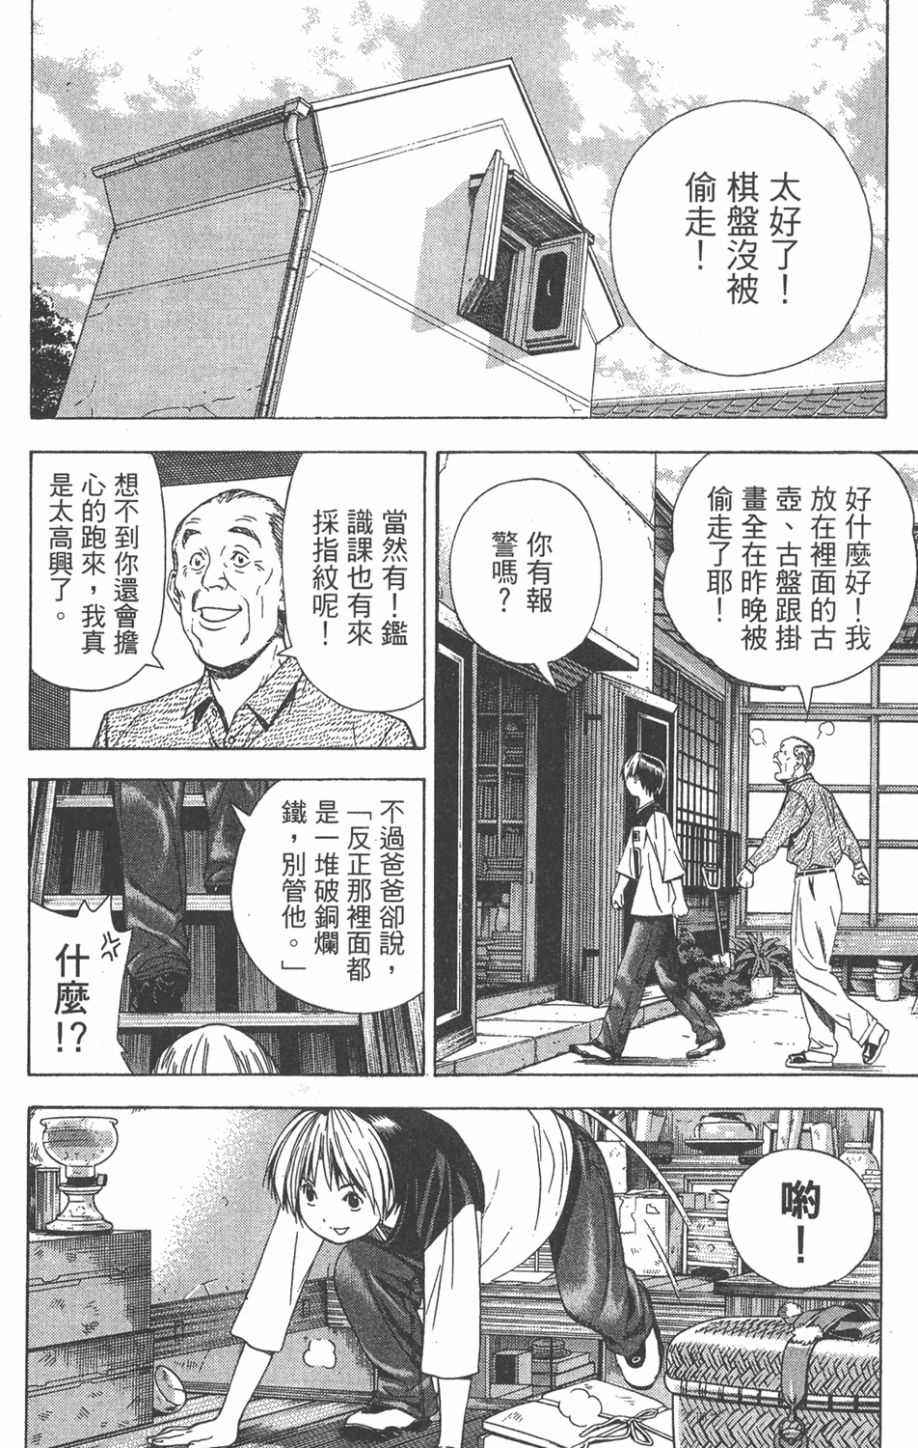 太好了！
棋盤沒被
偷走！
好什麼好！我
放在裡面的古
壺、古盤跟掛
畫全在昨晚被
偷走了耶！
你有報
警嗎？
當然有！鑑
識課也有來
採指紋呢！
想不到你還會擔
心的跑來，我真
是太高興了。
不過爸爸卻說，
「反正那裡面都
是一堆破銅爛
鐵，別管他。」
什麼!?
喲！